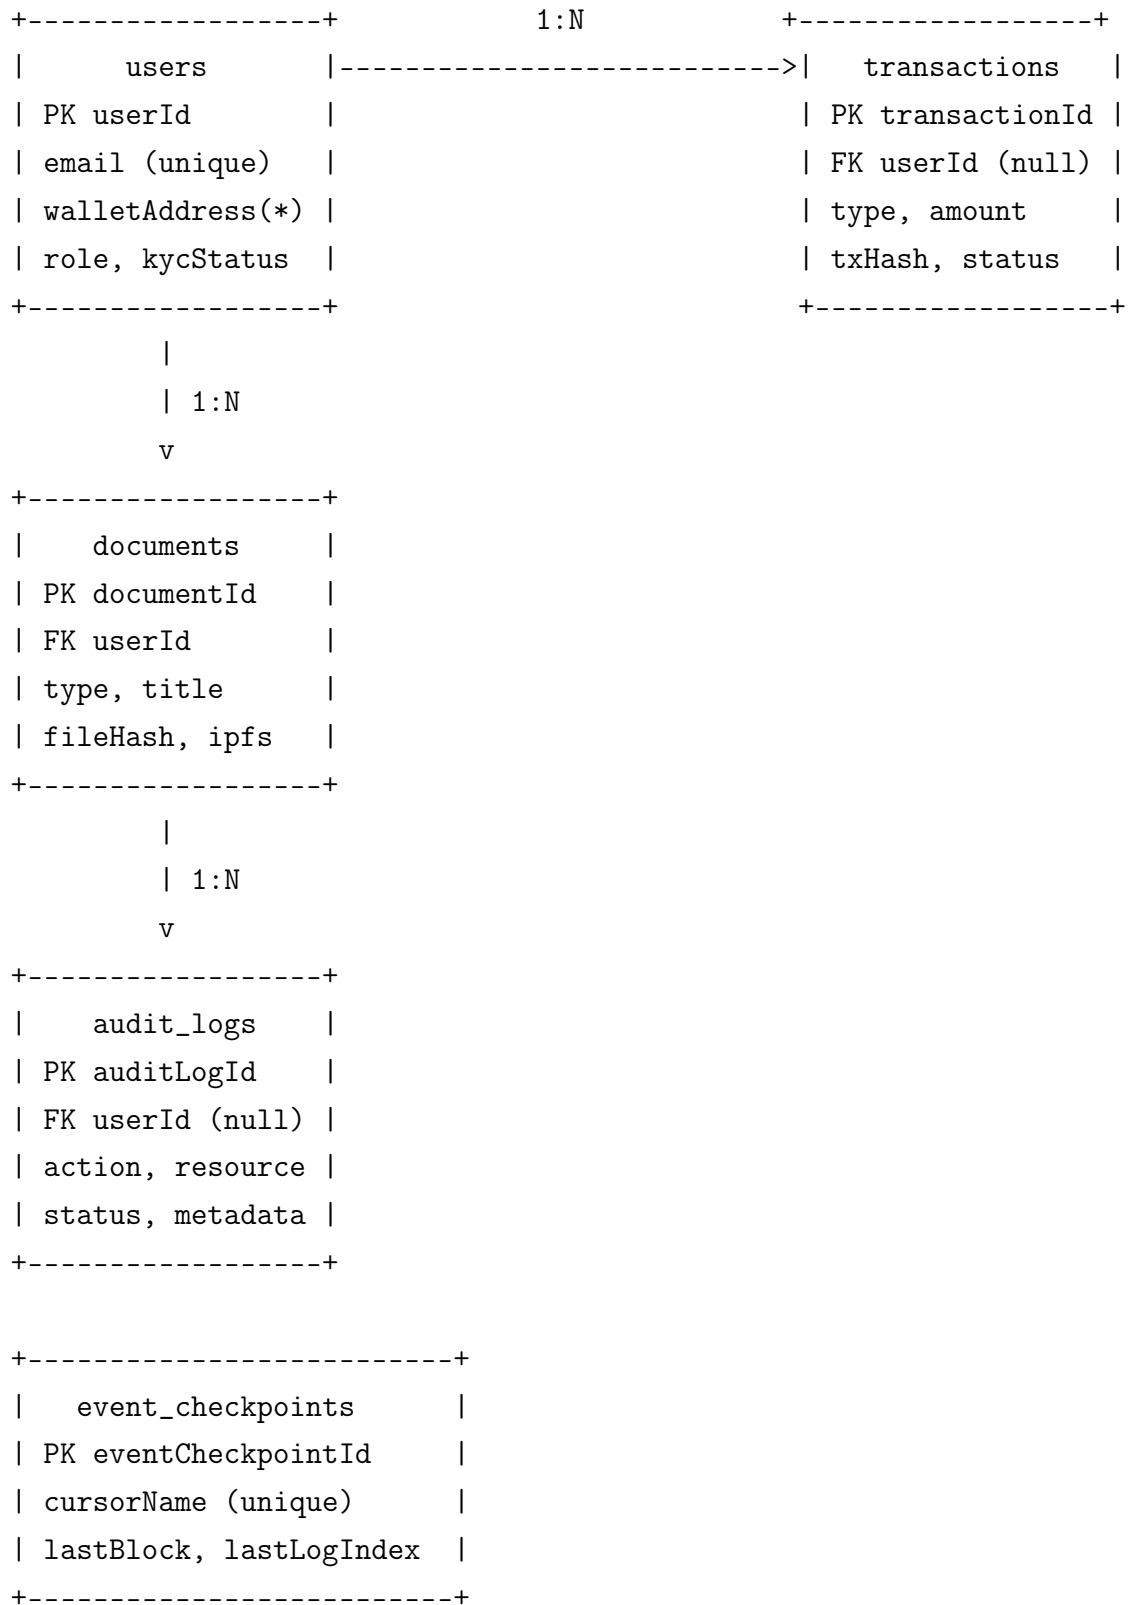 +------------------+            1:N            +------------------+
|      users       |--------------------------->|   transactions   |
| PK userId        |                            | PK transactionId |
| email (unique)   |                            | FK userId (null) |
| walletAddress(*) |                            | type, amount     |
| role, kycStatus  |                            | txHash, status   |
+------------------+                            +------------------+
         |
         | 1:N
         v
+------------------+
|    documents     |
| PK documentId    |
| FK userId        |
| type, title      |
| fileHash, ipfs   |
+------------------+
         |
         | 1:N
         v
+------------------+
|    audit_logs    |
| PK auditLogId    |
| FK userId (null) |
| action, resource |
| status, metadata |
+------------------+

+--------------------------+
|   event_checkpoints      |
| PK eventCheckpointId     |
| cursorName (unique)      |
| lastBlock, lastLogIndex  |
+--------------------------+